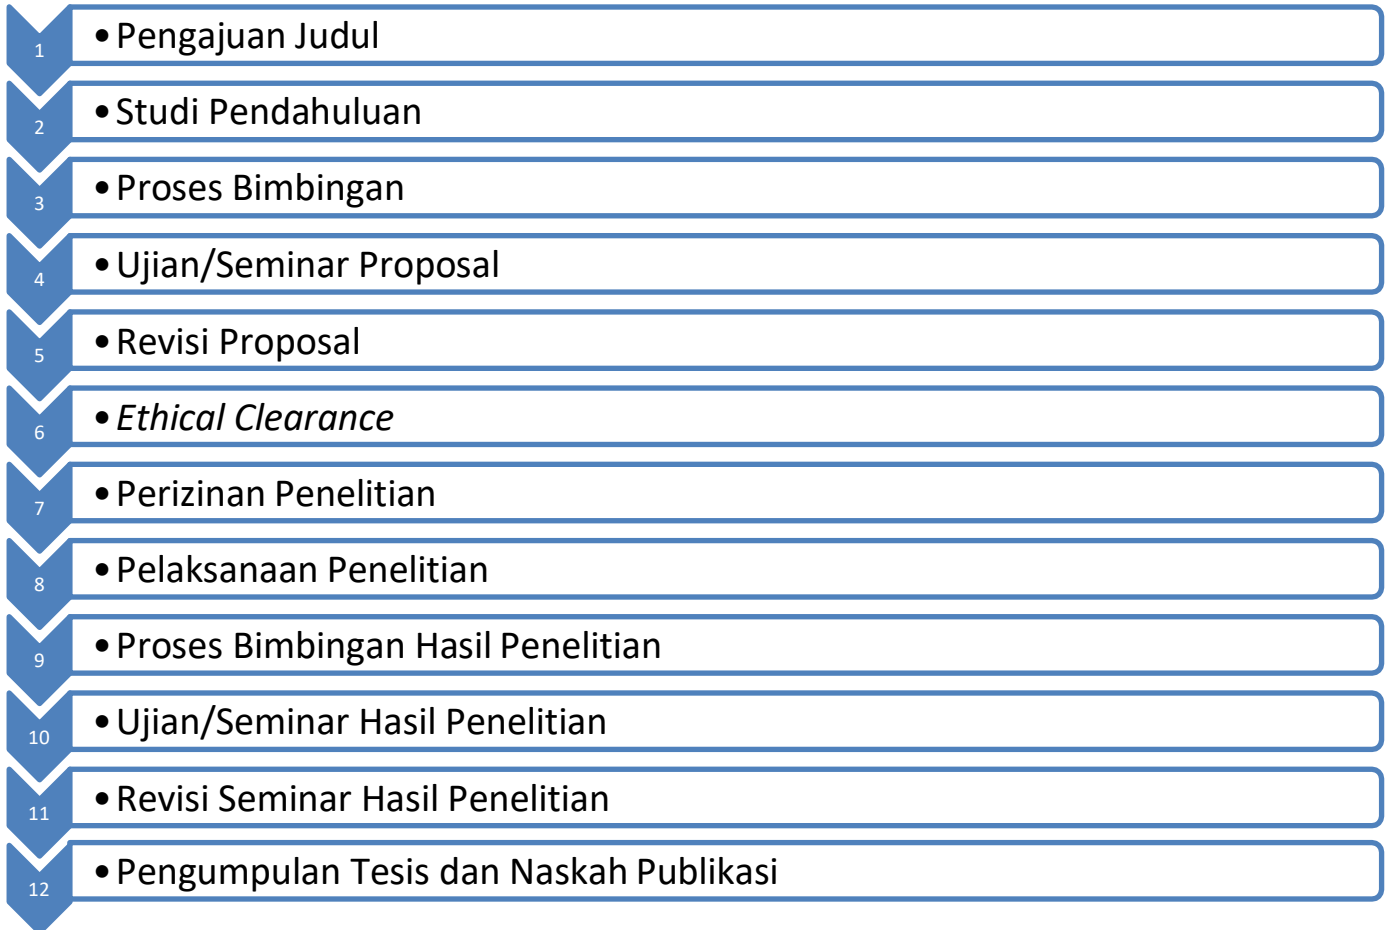 1
•Pengajuan Judul
2
•Studi Pendahuluan
3
•Proses Bimbingan
4
•Ujian/Seminar Proposal
5
•Revisi Proposal
6
•Ethical Clearance
7
•Perizinan Penelitian
8
•Pelaksanaan Penelitian
9
•Proses Bimbingan Hasil Penelitian
10
•Ujian/Seminar Hasil Penelitian
11
•Revisi Seminar Hasil Penelitian
12
•Pengumpulan Tesis dan Naskah Publikasi